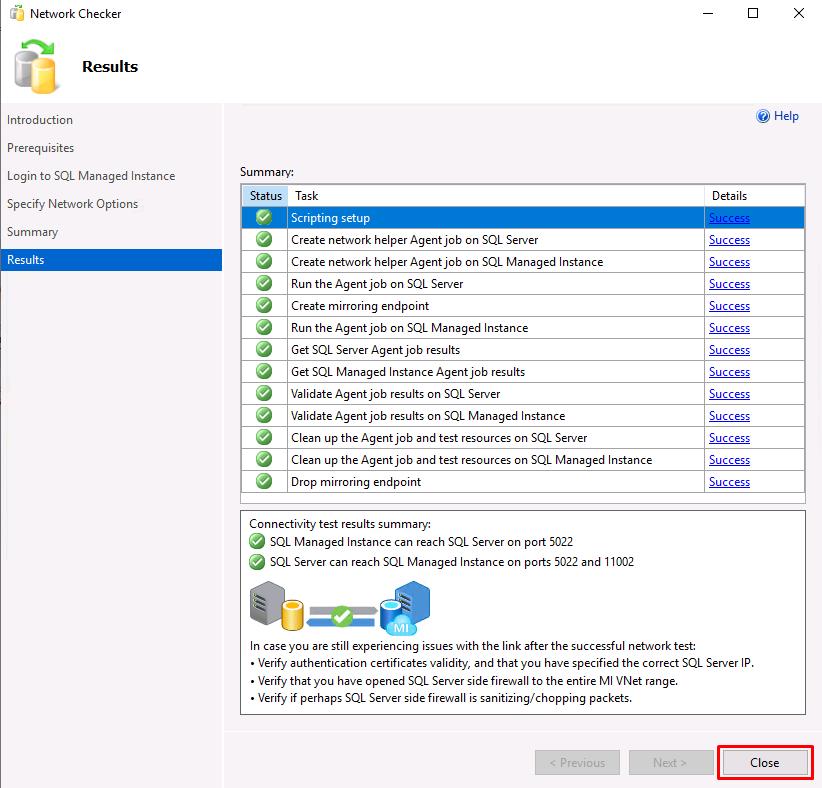 Network Checker
Results
Introduction
Prerequisites
Login to SQL Managed Instance
Specify Network Options
Summary
Results
Help
Summary:
Status Task Details
Scripting setup Success
Create network helper Agent job on SQL Server Success
Create network helper Agent job on SQL Managed Instance Success
Run the Agent job on SQL Server Success
Create mirroring endpoint Success
Run the Agent job on SQL Managed Instance Success
Get SQL Server Agent job results Success
Get SQL Managed Instance Agent job results Success
Validate Agent job results on SQL Server Success
Validate Agent job results on SQL Managed Instance Success
Clean up the Agent job and test resources on SQL Server Success
Clean up the Agent job and test resources on SQL Managed Instance Success
Drop mirroring endpoint Success
Connectivity test results summary:
SQL Managed Instance can reach SQL Server on port 5022
SQL Server can reach SQL Managed Instance on ports 5022 and 11002
MI
In case you are still experiencing issues with the link after the successful network test:
• Verify authentication certificates validity, and that you have specified the correct SQL Server IP.
• Verify that you have opened SQL Server side firewall to the entire MI VNet range.
• Verify if perhaps SQL Server side firewall is sanitizing/chopping packets.
< Previous Next > Close